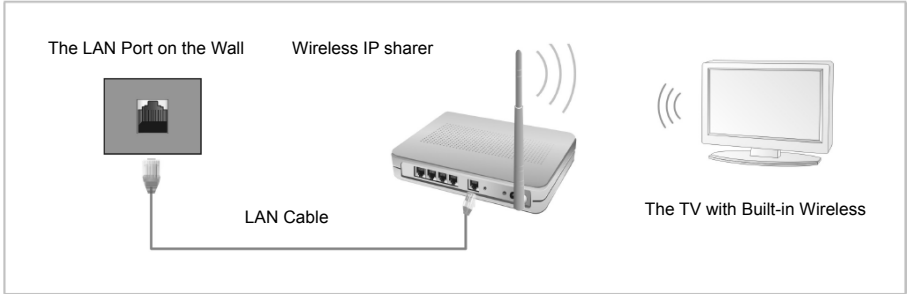 The LAN Port on the Wall
Wireless IP sharer
LAN Cable
The TV with Built-in Wireless